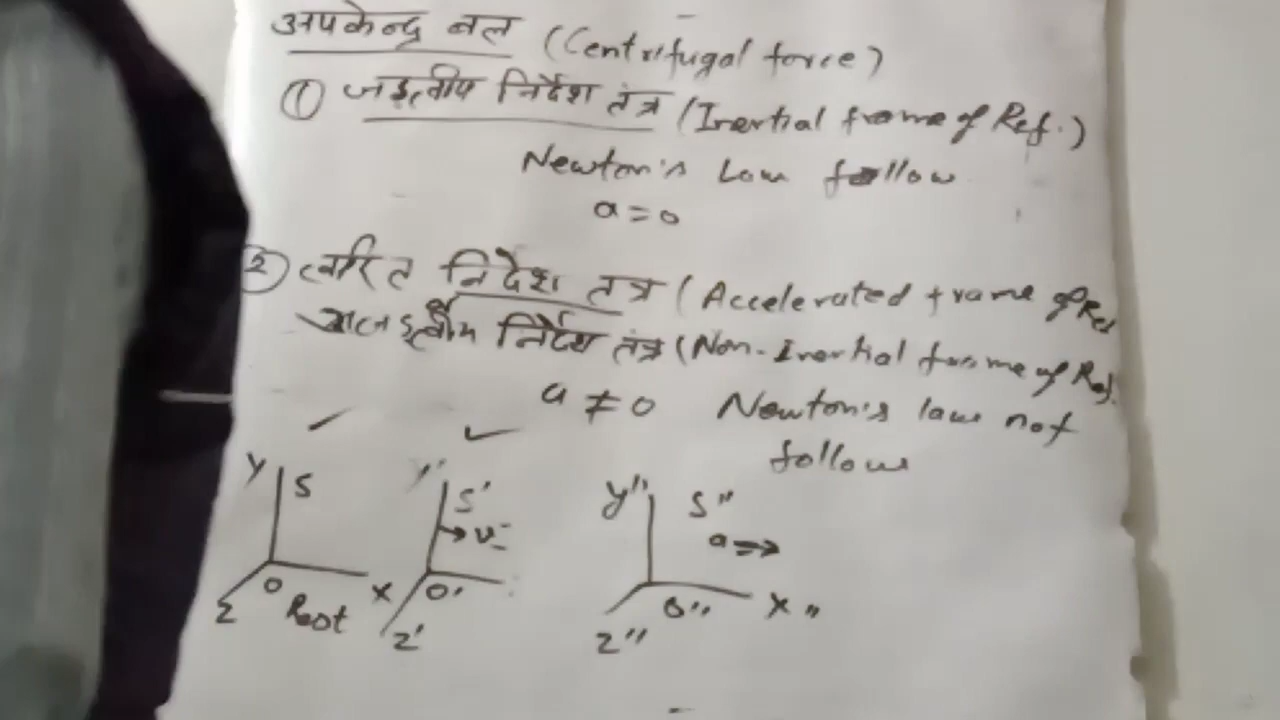 अपकेन्द्र बल (Centrifugal force)
① जड़त्वीय निर्देश तंत्र (Inertial frame of Ref.)
Newton's Law follow
a = 0
② त्वरित निर्देश तंत्र (Accelerated frame of Ref
अजड़त्वीय निर्देश तंत्र (Non-Inertial frame of Ref.
a ≠ 0 Newton's law not
follow
Y S Y' S' → v Y" S" a →
Z O Rest X Z' O' Z" O" X"